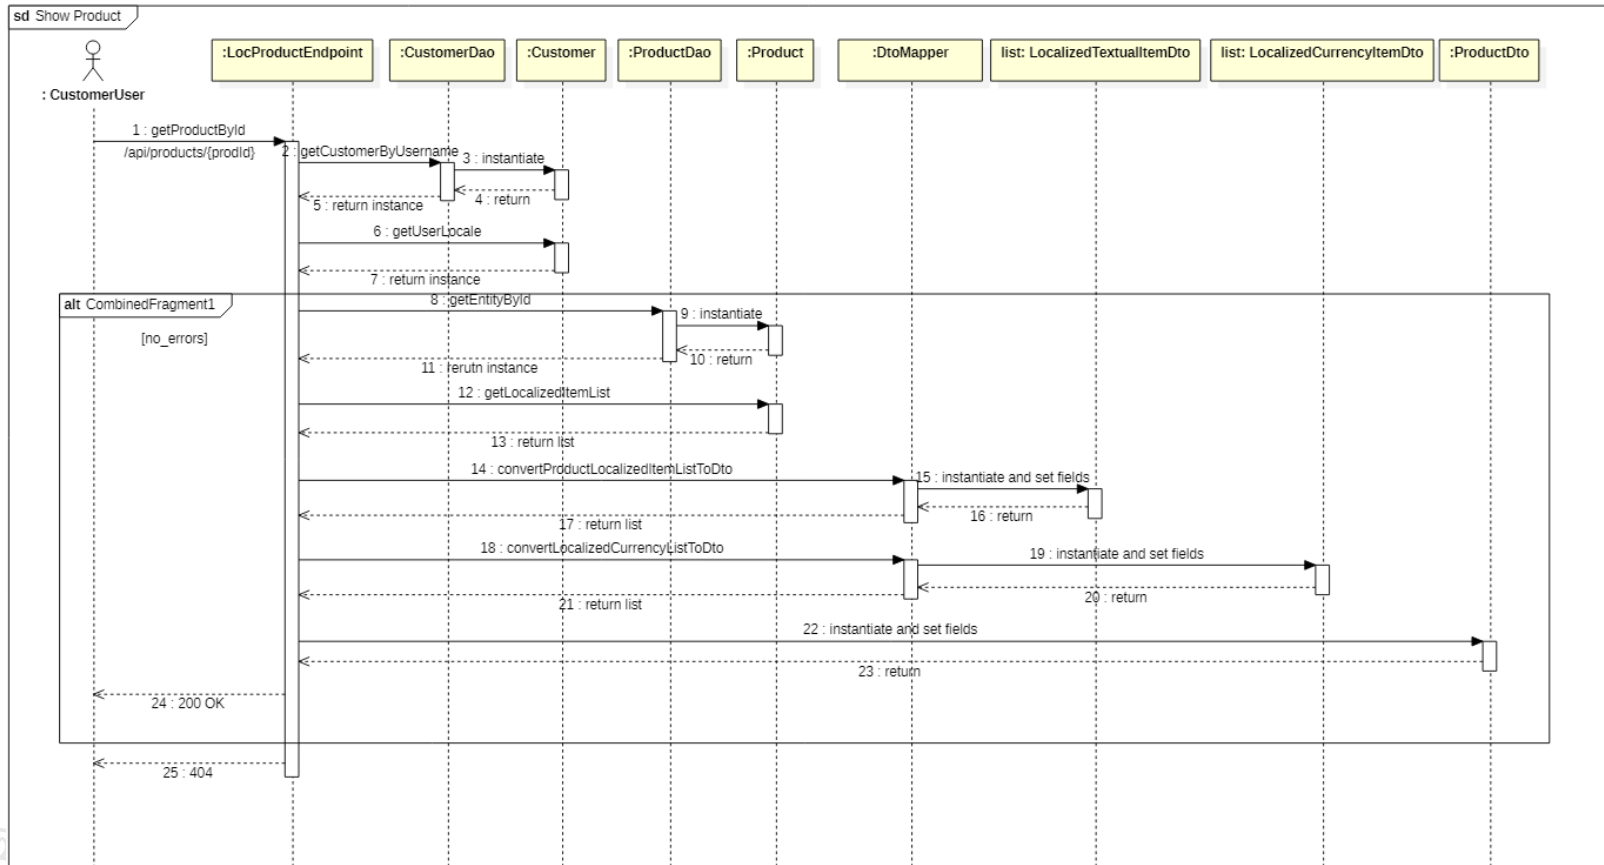 sd Show Product
:LocProductEndpoint
:CustomerDao
:Customer
:ProductDao
:Product
:DtoMapper
list: LocalizedTextualItemDto
list: LocalizedCurrencyItemDto
:ProductDto
: CustomerUser
1 : getProductById
/api/products/{prodId}
2 : getCustomerByUsername
3 : instantiate
4 : return
5 : return instance
6 : getUserLocale
7 : return instance
alt CombinedFragment1
[no_errors]
8 : getEntityById
9 : instantiate
10 : return
11 : rerutn instance
12 : getLocalizedItemList
13 : return list
14 : convertProductLocalizedItemListToDto
15 : instantiate and set fields
16 : return
17 : return list
18 : convertLocalizedCurrencyListToDto
19 : instantiate and set fields
20 : return
21 : return list
22 : instantiate and set fields
23 : return
24 : 200 OK
25 : 404